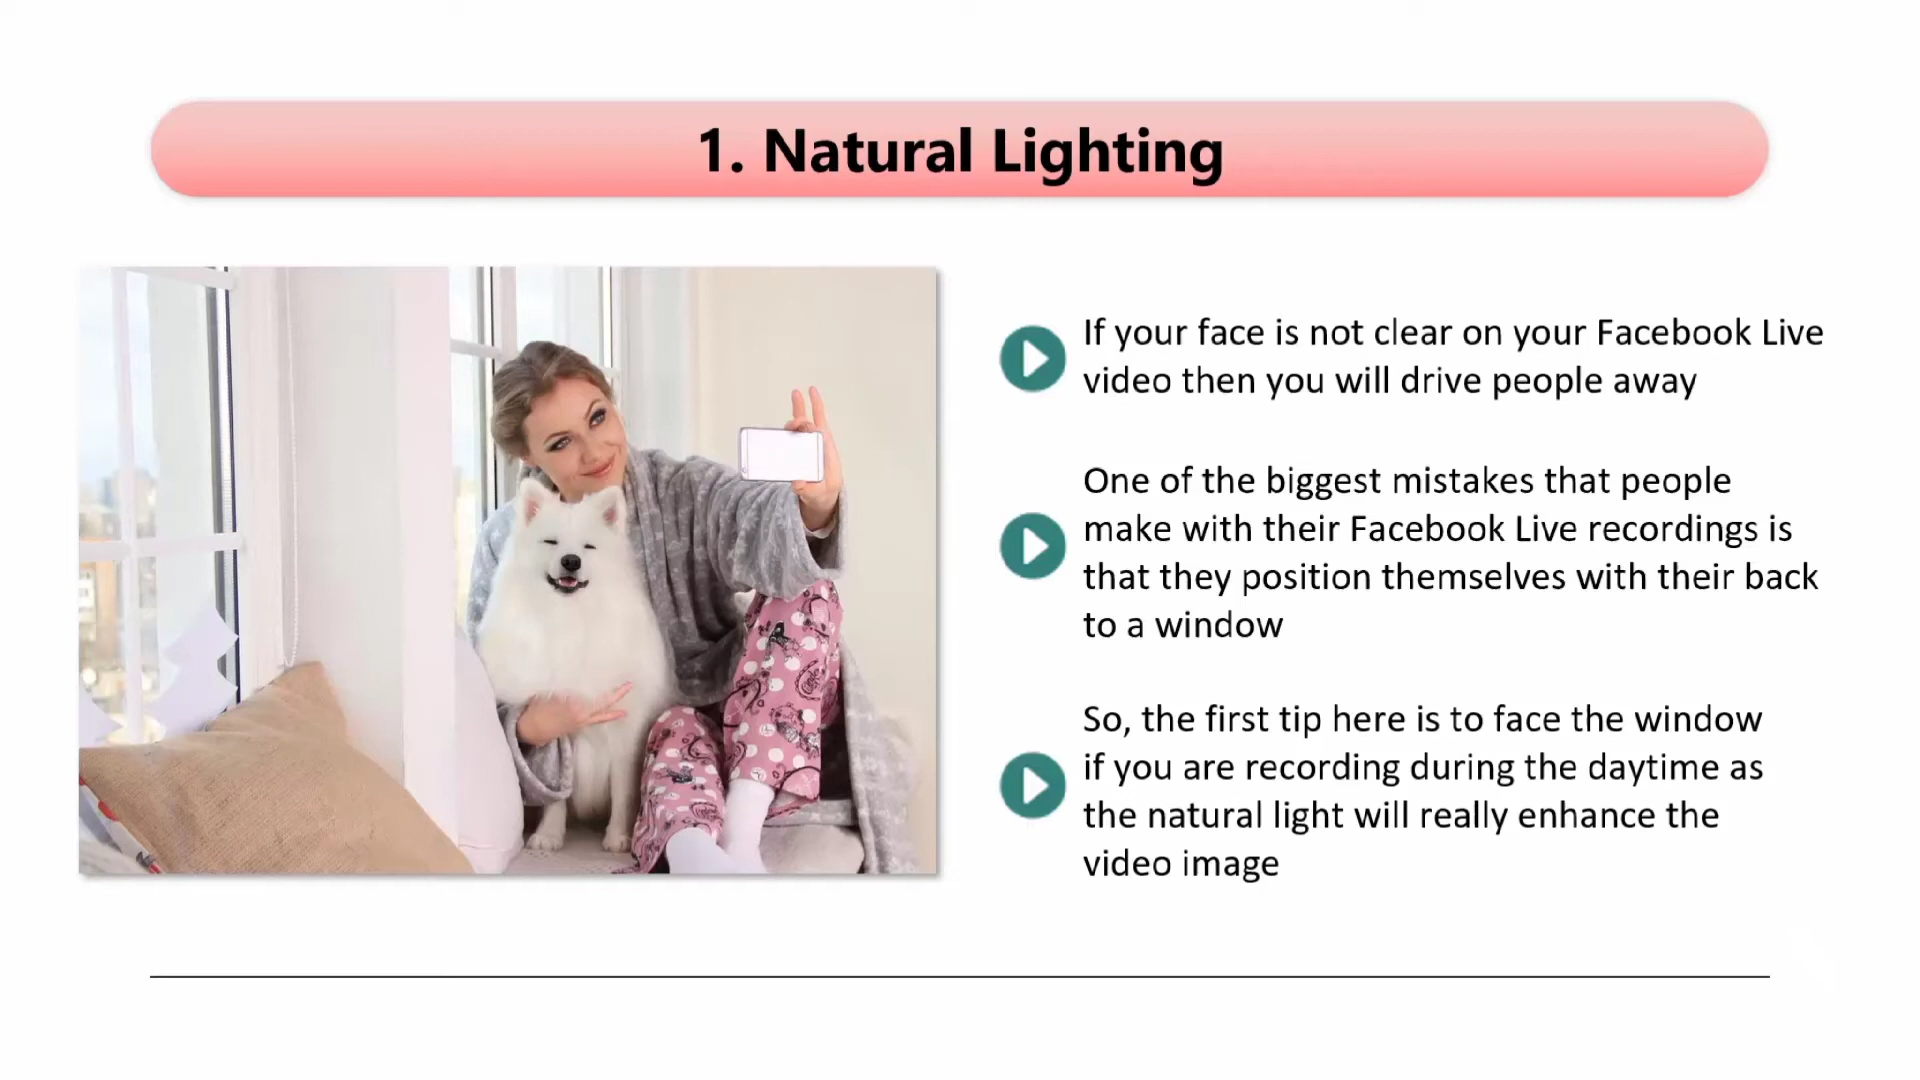 1. Natural Lighting
If your face is not clear on your Facebook Live
video then you will drive people away
One of the biggest mistakes that people
make with their Facebook Live recordings is
that they position themselves with their back
to a window
So, the first tip here is to face the window
if you are recording during the daytime as
the natural light will really enhance the
video image